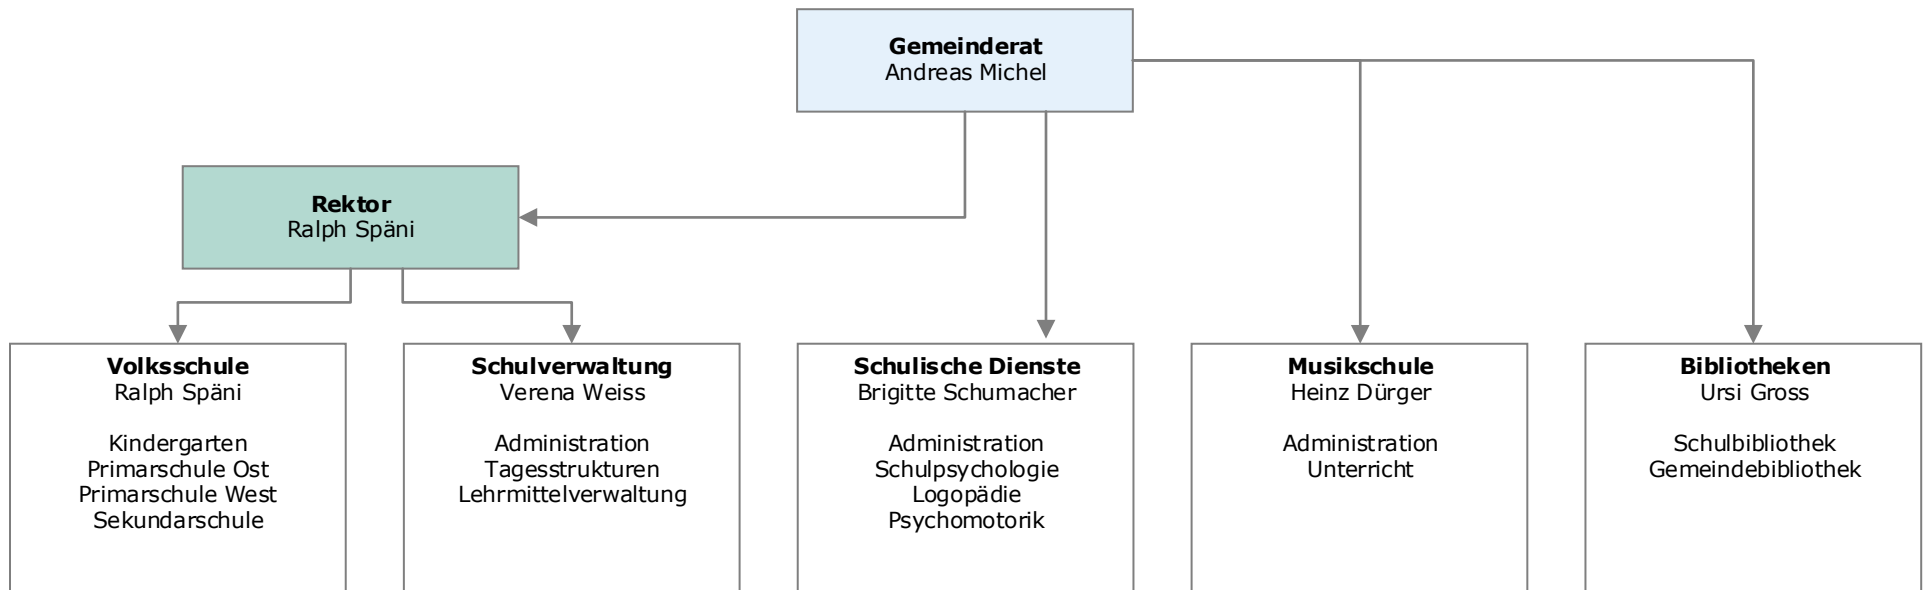 Gemeinderat
Andreas Michel
Rektor
Ralph Späni
Volksschule
Ralph Späni
Kindergarten
Primarschule Ost
Primarschule West
Sekundarschule
Schulverwaltung
Verena Weiss
Administration
Tagesstrukturen
Lehrmittelverwaltung
Schulische Dienste
Brigitte Schumacher
Administration
Schulpsychologie
Logopädie
Psychomotorik
Musikschule
Heinz Dürger
Administration
Unterricht
Bibliotheken
Ursi Gross
Schulbibliothek
Gemeindebibliothek